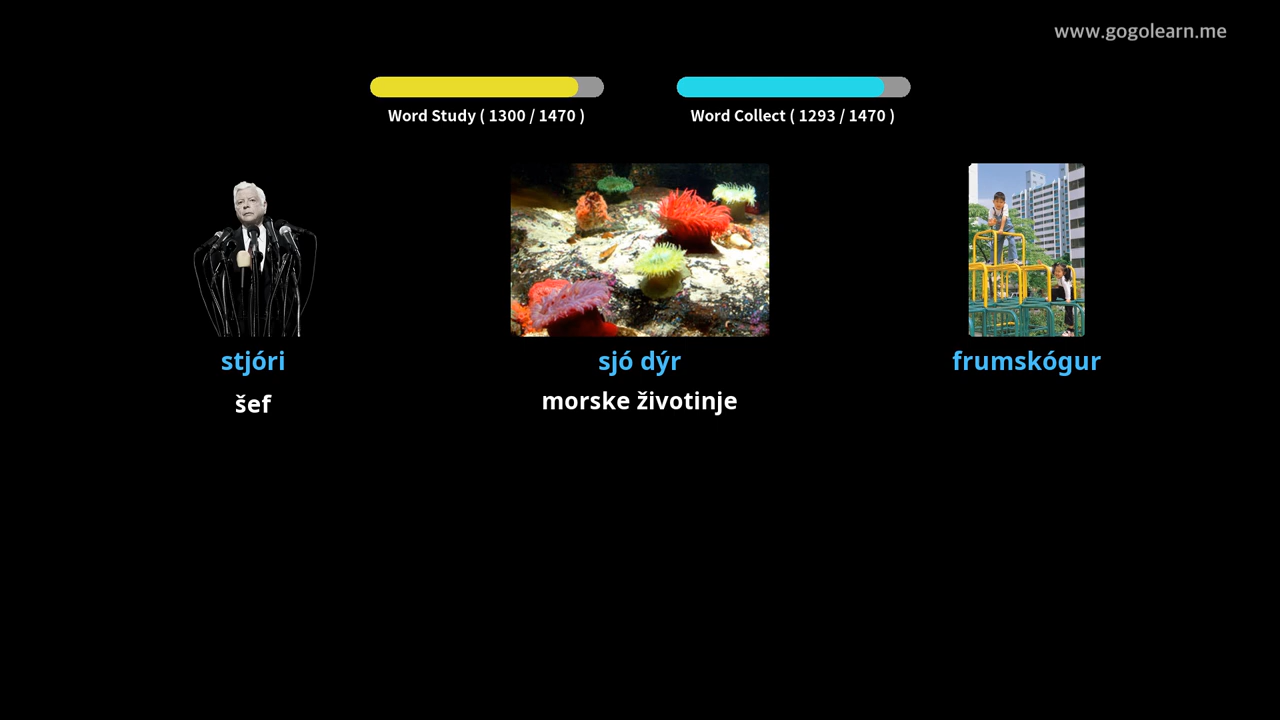 www.gogolearn.me
Word Study ( 1300 / 1470 )
Word Collect ( 1293 / 1470 )
stjóri
sjó dýr
frumskógur
šef
morske životinje